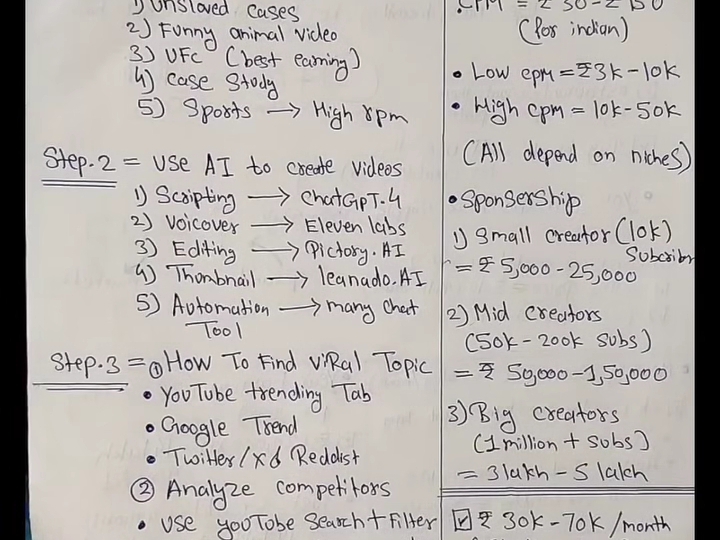 1) Unsloved cases
2) Funny animal video
3) UFC (best earning)
4) Case Study
5) Sports → High rpm
Step.2 = Use AI to create videos
1) Scripting → ChatGPT-4
2) Voicover → Eleven labs
3) Editing → Pictory.AI
4) Thumbnail → leanado.AI
5) Automation → many chat
Tool
Step.3 = ① How To Find viRal Topic
• YouTube trending Tab
• Google Trend
• Twitter/X & Reddist
② Analyze competitors
• Use YouTube Search + Filter
• CPM = ₹ 30 - ₹ 150
(for indian)
• Low cpm = ₹3k - 10k
• High cpm = 10k - 50k
(All depend on niches)
• Sponsership
1) Small creator (10k)
Subcriber
= ₹ 5,000 - 25,000
2) Mid creators
(50k - 200k subs)
= ₹ 50,000 - 1,50,000
3) Big creators
(1 million + subs)
= 3 lakh - 5 lakh
☑ ₹ 30k - 70k /month